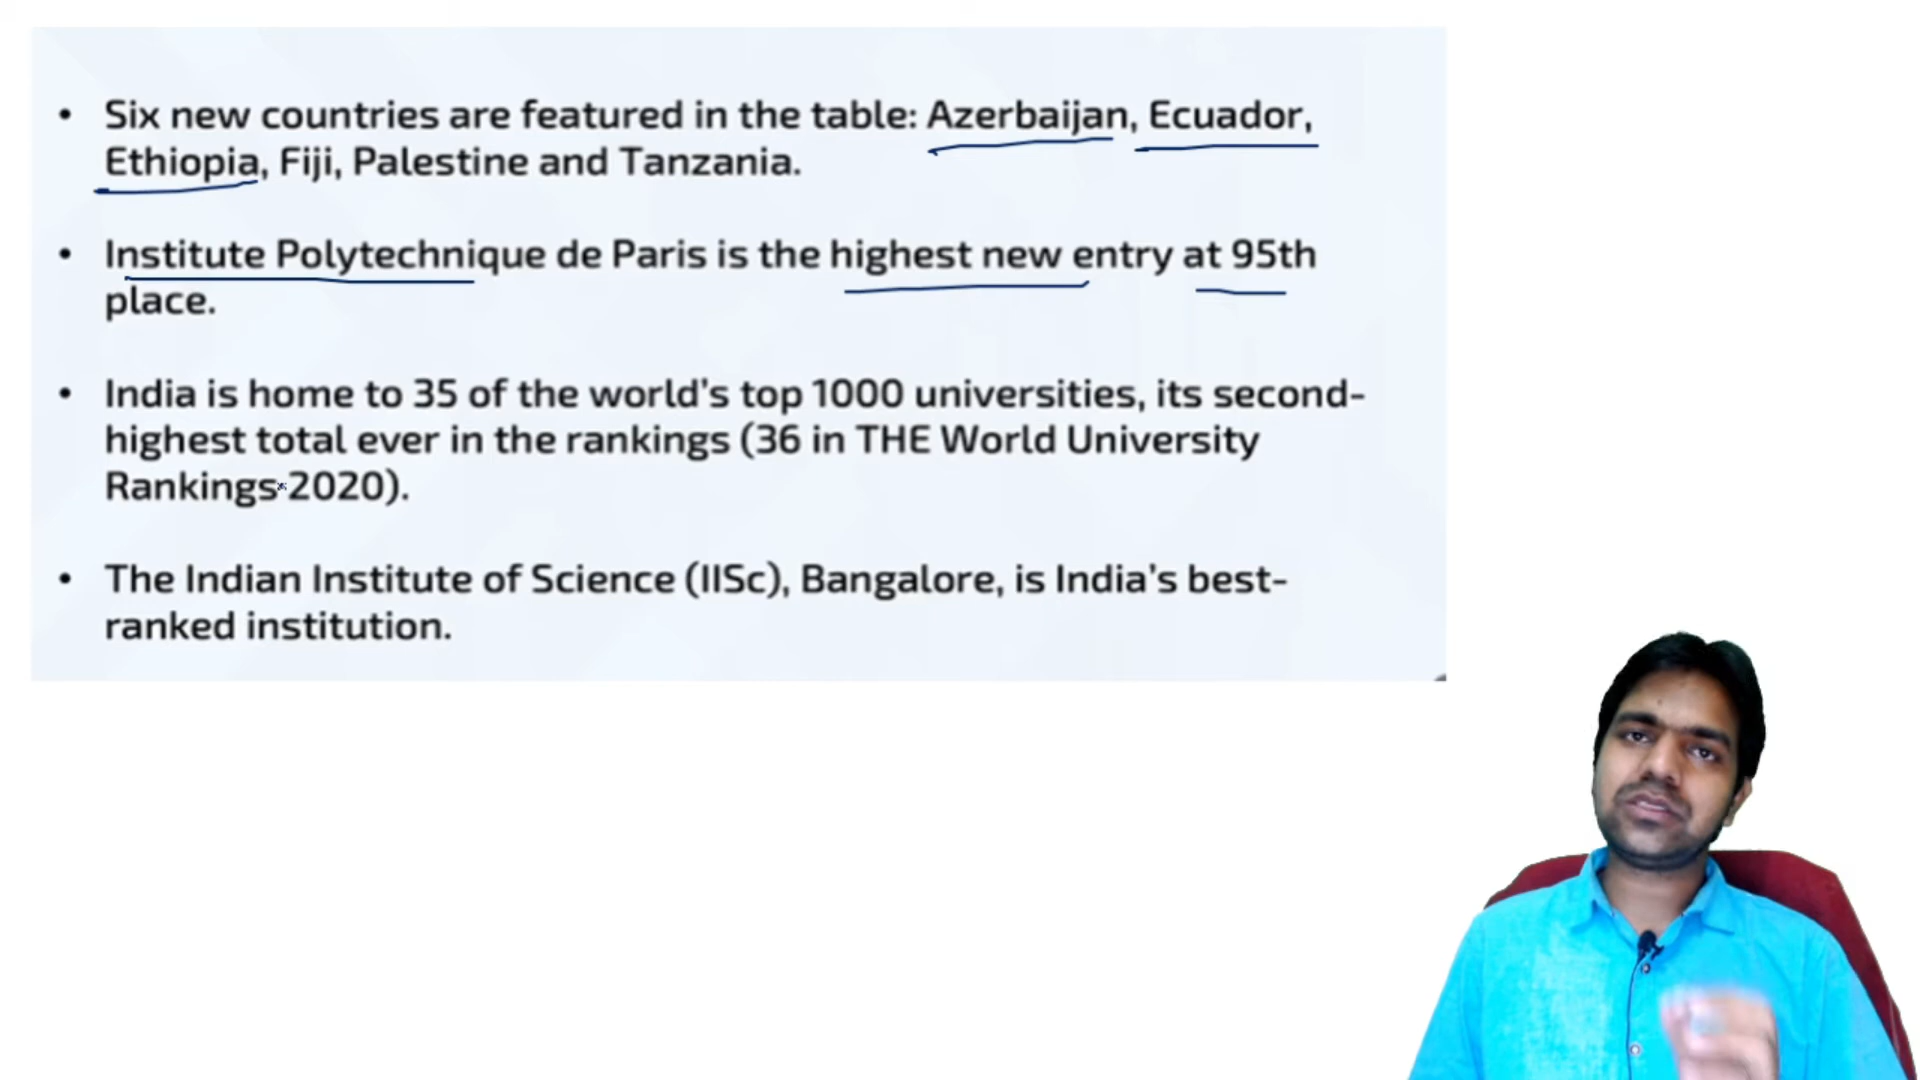 • Six new countries are featured in the table: Azerbaijan, Ecuador,
Ethiopia, Fiji, Palestine and Tanzania.
• Institute Polytechnique de Paris is the highest new entry at 95th
place.
• India is home to 35 of the world's top 1000 universities, its second-
highest total ever in the rankings (36 in THE World University
Rankings 2020).
• The Indian Institute of Science (IISc), Bangalore, is India's best-
ranked institution.